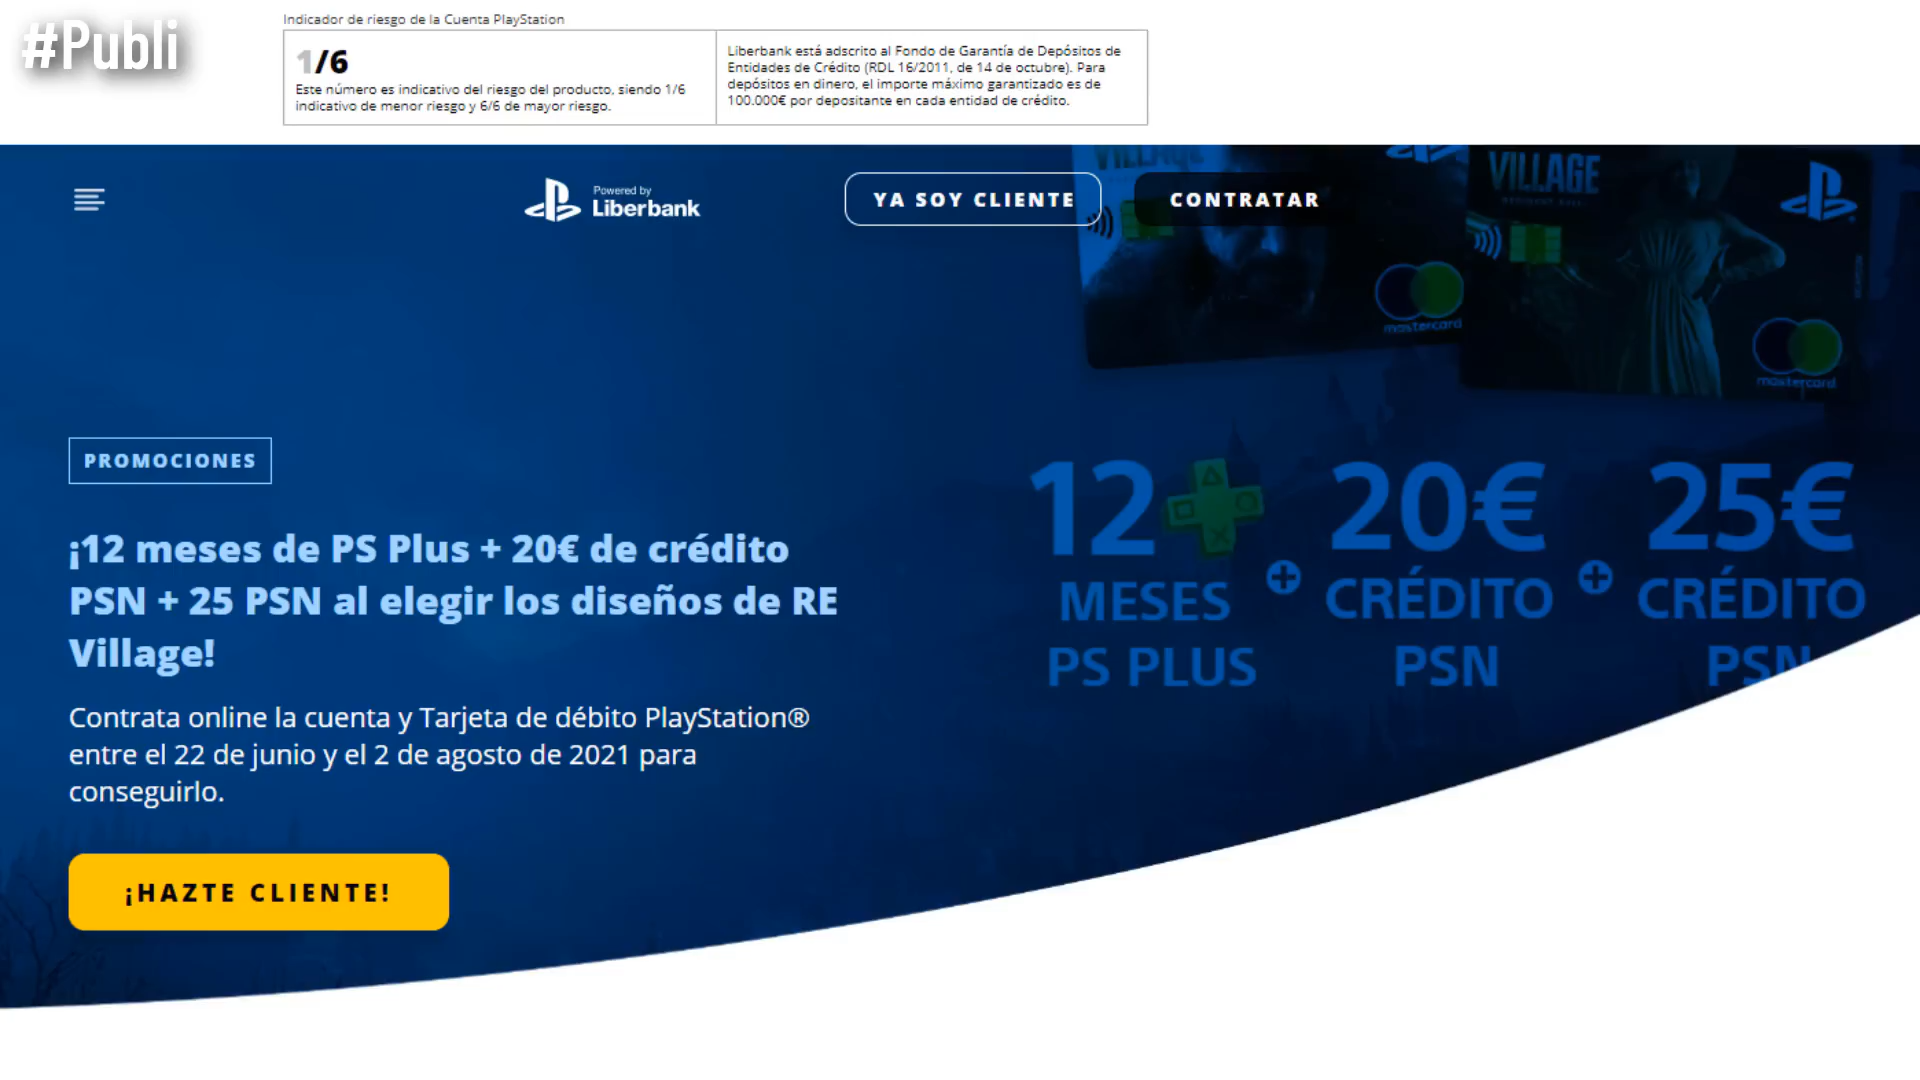 #Publi
Indicador de riesgo de la Cuenta PlayStation
1/6
Este número es indicativo del riesgo del producto, siendo 1/6
indicativo de menor riesgo y 6/6 de mayor riesgo.
Liberbank está adscrito al Fondo de Garantía de Depósitos de
Entidades de Crédito (RDL 16/2011, de 14 de octubre). Para
depósitos en dinero, el importe máximo garantizado es de
100.000€ por depositante en cada entidad de crédito.
Powered by
Liberbank
YA SOY CLIENTE
CONTRATAR
VILLAGE
VILLAGE
mastercard
mastercard
PROMOCIONES
¡12 meses de PS Plus + 20€ de crédito
PSN + 25 PSN al elegir los diseños de RE
Village!
Contrata online la cuenta y Tarjeta de débito PlayStation®
entre el 22 de junio y el 2 de agosto de 2021 para
conseguirlo.
¡HAZTE CLIENTE!
12
MESES
PS PLUS
20€
CRÉDITO
PSN
25€
CRÉDITO
PSN